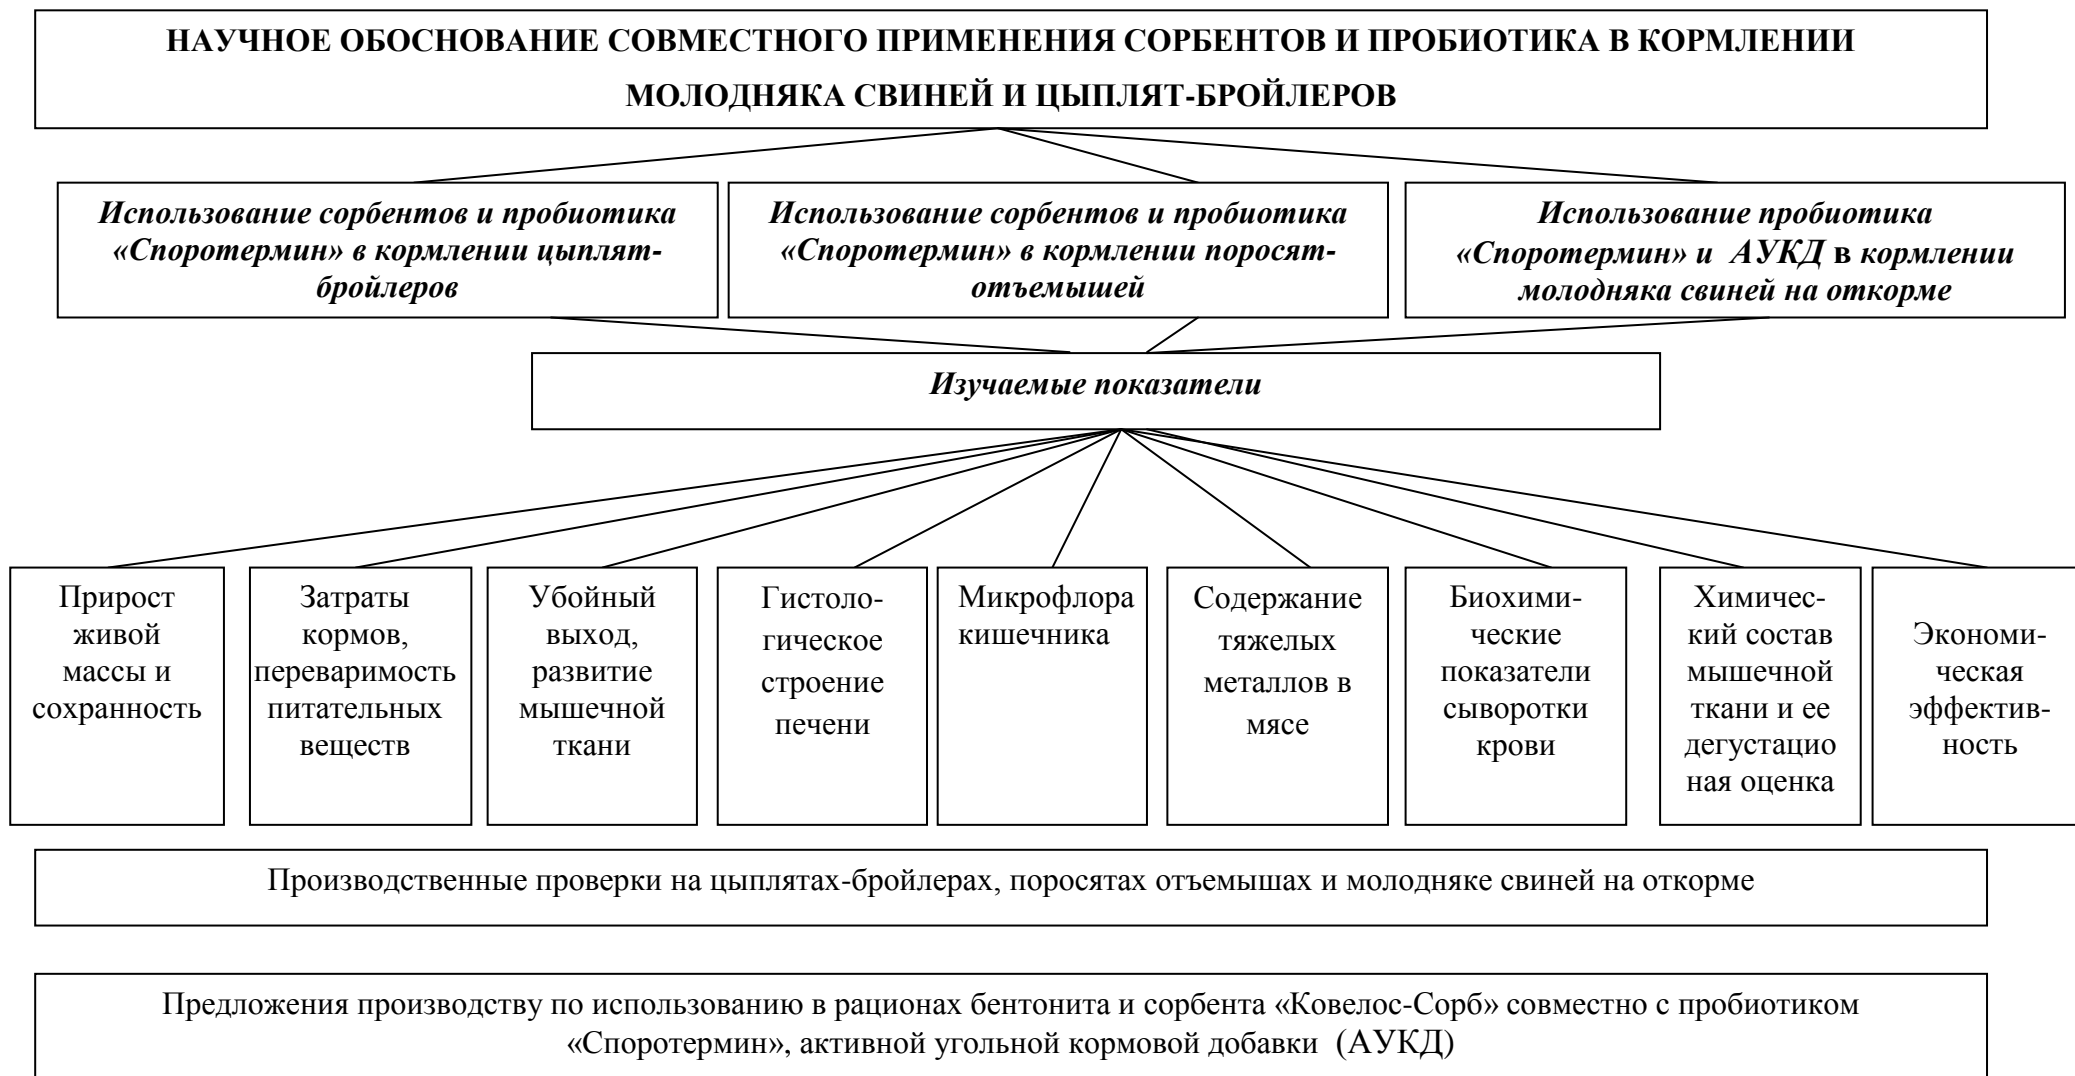 НАУЧНОЕ ОБОСНОВАНИЕ СОВМЕСТНОГО ПРИМЕНЕНИЯ СОРБЕНТОВ И ПРОБИОТИКА В КОРМЛЕНИИ
МОЛОДНЯКА СВИНЕЙ И ЦЫПЛЯТ-БРОЙЛЕРОВ
Использование сорбентов и пробиотика
«Споротермин» в кормлении цыплят-
бройлеров
Использование сорбентов и пробиотика
«Споротермин» в кормлении поросят-
отъемышей
Использование пробиотика
«Споротермин» и АУКД в кормлении
молодняка свиней на откорме
Изучаемые показатели
Прирост
живой
массы и
сохранность
Затраты
кормов,
переваримость
питательных
веществ
Убойный
выход,
развитие
мышечной
ткани
Гистоло-
гическое
строение
печени
Микрофлора
кишечника
Содержание
тяжелых
металлов в
мясе
Биохими-
ческие
показатели
сыворотки
крови
Химичес-
кий состав
мышечной
ткани и ее
дегустацио
ная оценка
Экономи-
ческая
эффектив-
ность
Производственные проверки на цыплятах-бройлерах, поросятах отъемышах и молодняке свиней на откорме
Предложения производству по использованию в рационах бентонита и сорбента «Ковелос-Сорб» совместно с пробиотиком
«Споротермин», активной угольной кормовой добавки (АУКД)